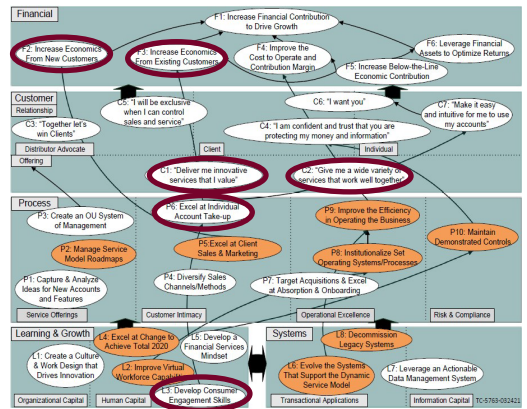 Financial
F1: Increase Financial Contribution
to Drive Growth
F2: Increase Economics
From New Customers
F3: Increase Economics
From Existing Customers
F4: Improve the
Cost to Operate and
Contribution Margin
F6: Leverage Financial
Assets to Optimize Returns
F5: Increase Below-the-Line
Economic Contribution
Customer
Relationship
C5: "I will be exclusive
when I can control
sales and service"
C6: "I want you"
C7: "Make it easy
and intuitive for me to use
my accounts"
C3: "Together let's
win Clients"
C4: "I am confident and trust that you are
protecting my money and information"
Distributor Advocate
Client
Individual
Offering
C1: "Deliver me innovative
services that I value"
C2: "Give me a wide variety of
services that work well together"
Process
P6: Excel at Individual
Account Take-up
P3: Create an OU System
of Management
P9: Improve the Efficiency
in Operating the Business
P10: Maintain
Demonstrated Controls
P2: Manage Service
Model Roadmaps
P5:Excel at Client
Sales & Marketing
P8: Institutionalize Set
Operating Systems/Processes
P1: Capture & Analyze
Ideas for New Accounts
and Features
P4: Diversify Sales
Channels/Methods
P7: Target Acquisitions & Excel
at Absorption & Onboarding
Service Offerings
Customer Intimacy
Operational Excellence
Risk & Compliance
Learning & Growth
L4: Excel at Change to
Achieve Total 2020
L5: Develop a
Financial Services
Mindset
L1: Create a Culture
& Work Design that
Drives Innovation
L2: Improve Virtual
Workforce Capability
L3: Develop Consumer
Engagement Skills
Organizational Capital
Human Capital
Systems
L8: Decommission
Legacy Systems
L6: Evolve the Systems
That Support the Dynamic
Service Model
L7: Leverage an Actionable
Data Management System
Transactional Applications
Information Capital
TC-5763-032421